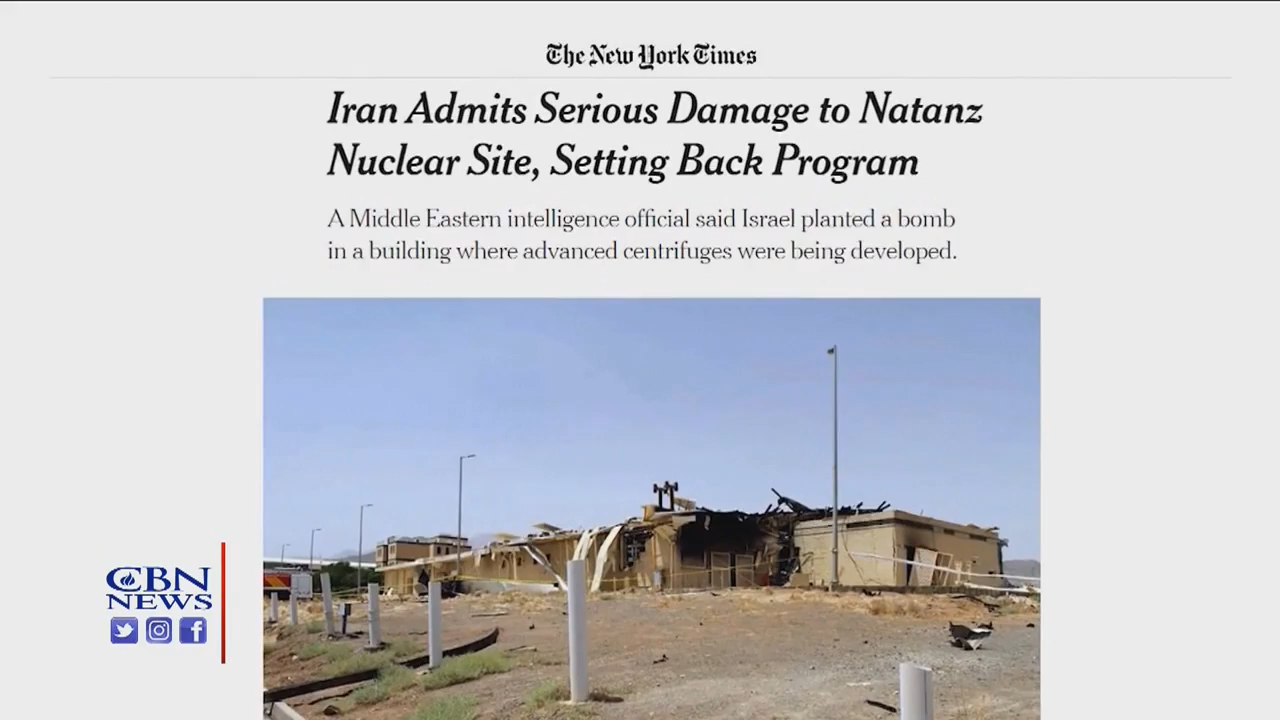 The New York Times
Iran Admits Serious Damage to Natanz
Nuclear Site, Setting Back Program
A Middle Eastern intelligence official said Israel planted a bomb
in a building where advanced centrifuges were being developed.
CBN
NEWS